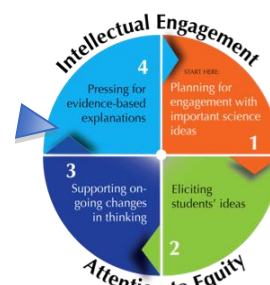 Intellectual Engagement
4
Pressing for
evidence-based
explanations
START HERE:
Planning for
engagement with
important science
ideas
1
3
Supporting on-
going changes
in thinking
Eliciting
students' ideas
2
Attention to Equity